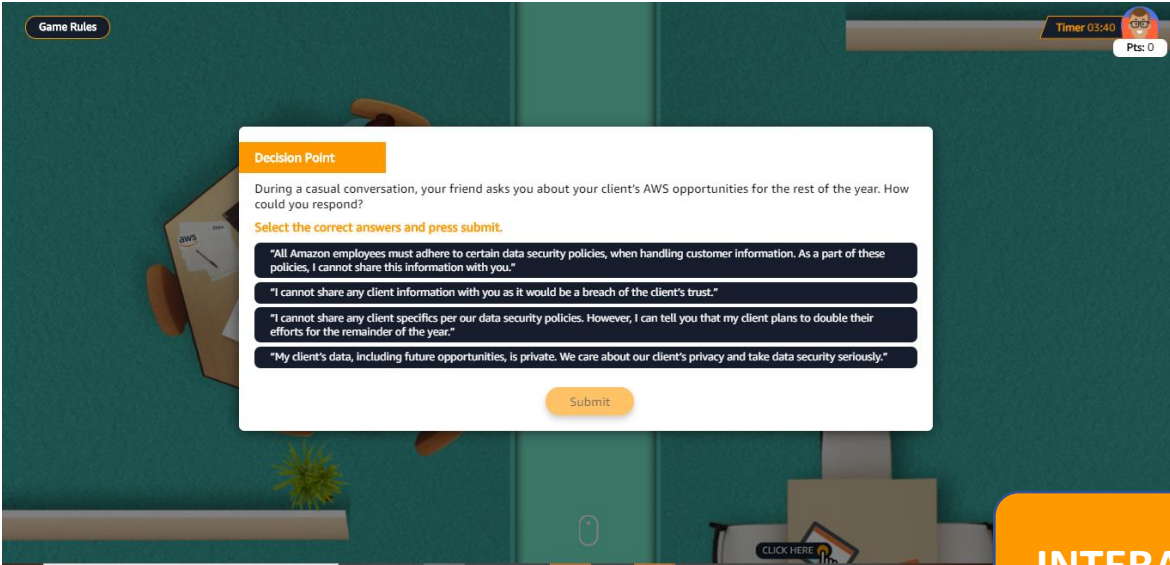 Game Rules
Timer 03:40
Pts: 0
Decision Point
During a casual conversation, your friend asks you about your client's AWS opportunities for the rest of the year. How
could you respond?
Select the correct answers and press submit.
"All Amazon employees must adhere to certain data security policies, when handling customer information. As a part of these
policies, I cannot share this information with you."
"I cannot share any client information with you as it would be a breach of the client's trust."
"I cannot share any client specifics per our data security policies. However, I can tell you that my client plans to double their
efforts for the remainder of the year."
"My client's data, including future opportunities, is private. We care about our client's privacy and take data security seriously."
aws
Submit
CLICK HERE